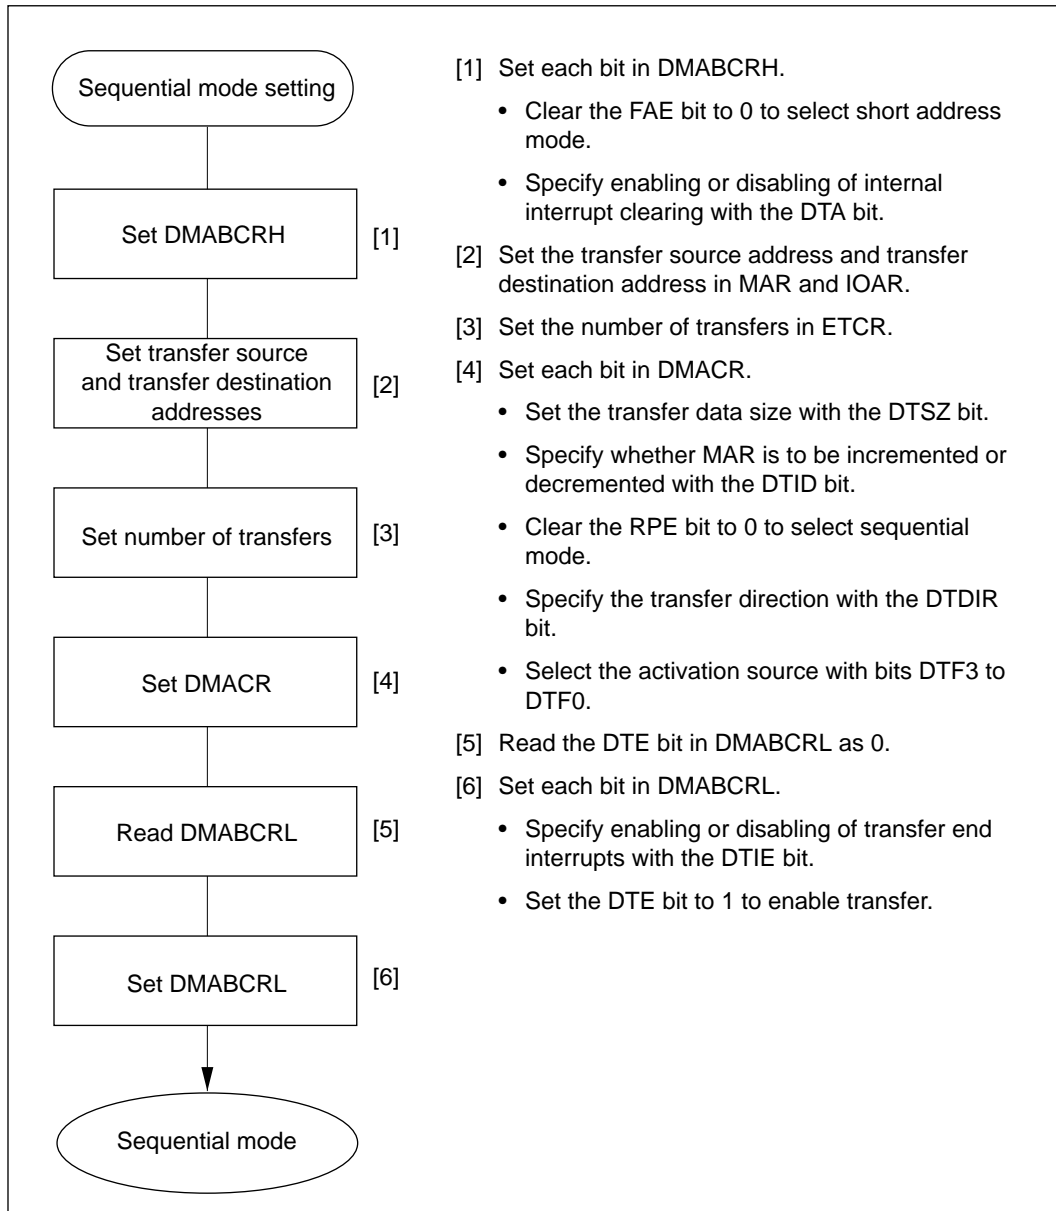 Sequential mode setting
Set DMABCRH [1]
Set transfer source
and transfer destination
addresses
[2]
Set number of transfers [3]
Set DMACR [4]
Read DMABCRL [5]
Set DMABCRL [6]
Sequential mode
[1] Set each bit in DMABCRH.
• Clear the FAE bit to 0 to select short address
mode.
• Specify enabling or disabling of internal
interrupt clearing with the DTA bit.
[2] Set the transfer source address and transfer
destination address in MAR and IOAR.
[3] Set the number of transfers in ETCR.
[4] Set each bit in DMACR.
• Set the transfer data size with the DTSZ bit.
• Specify whether MAR is to be incremented or
decremented with the DTID bit.
• Clear the RPE bit to 0 to select sequential
mode.
• Specify the transfer direction with the DTDIR
bit.
• Select the activation source with bits DTF3 to
DTF0.
[5] Read the DTE bit in DMABCRL as 0.
[6] Set each bit in DMABCRL.
• Specify enabling or disabling of transfer end
interrupts with the DTIE bit.
• Set the DTE bit to 1 to enable transfer.